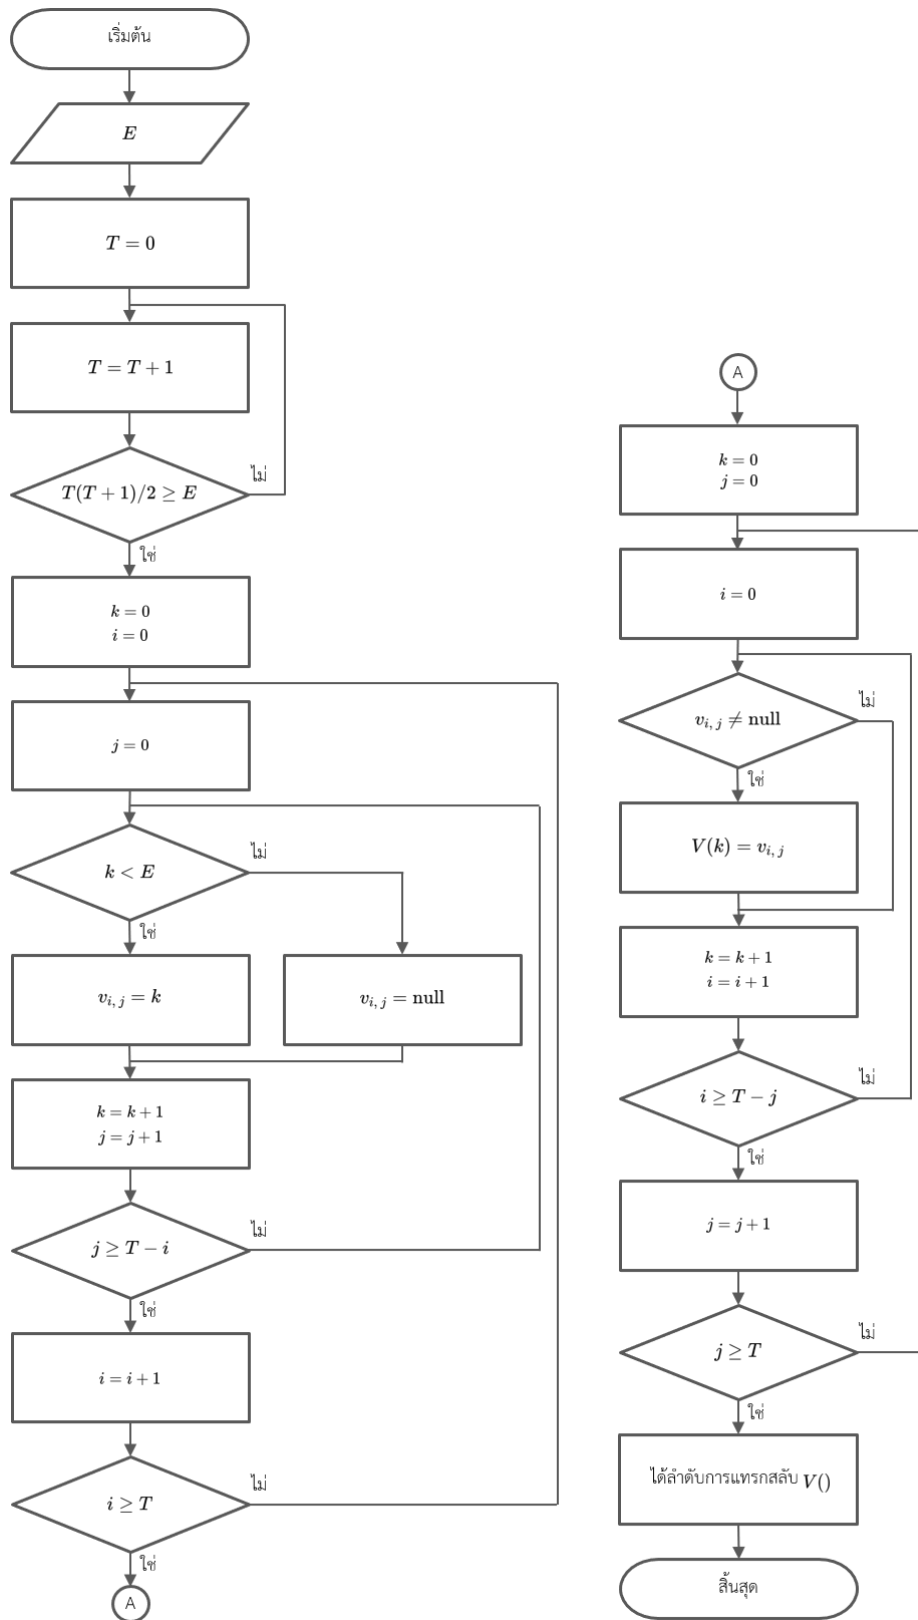 เริ่มต้น
E
T = 0
T = T + 1
T(T + 1)/2 ≥ E
ไม่
ใช่
k = 0
i = 0
j = 0
k < E
ไม่
ใช่
v_{i, j} = k
v_{i, j} = null
k = k + 1
j = j + 1
j ≥ T − i
ไม่
ใช่
i = i + 1
i ≥ T
ไม่
ใช่
A
A
k = 0
j = 0
i = 0
v_{i, j} ≠ null
ไม่
ใช่
V(k) = v_{i, j}
k = k + 1
i = i + 1
i ≥ T − j
ไม่
ใช่
j = j + 1
j ≥ T
ไม่
ใช่
ได้ลำดับการแทรกสลับ V()
สิ้นสุด